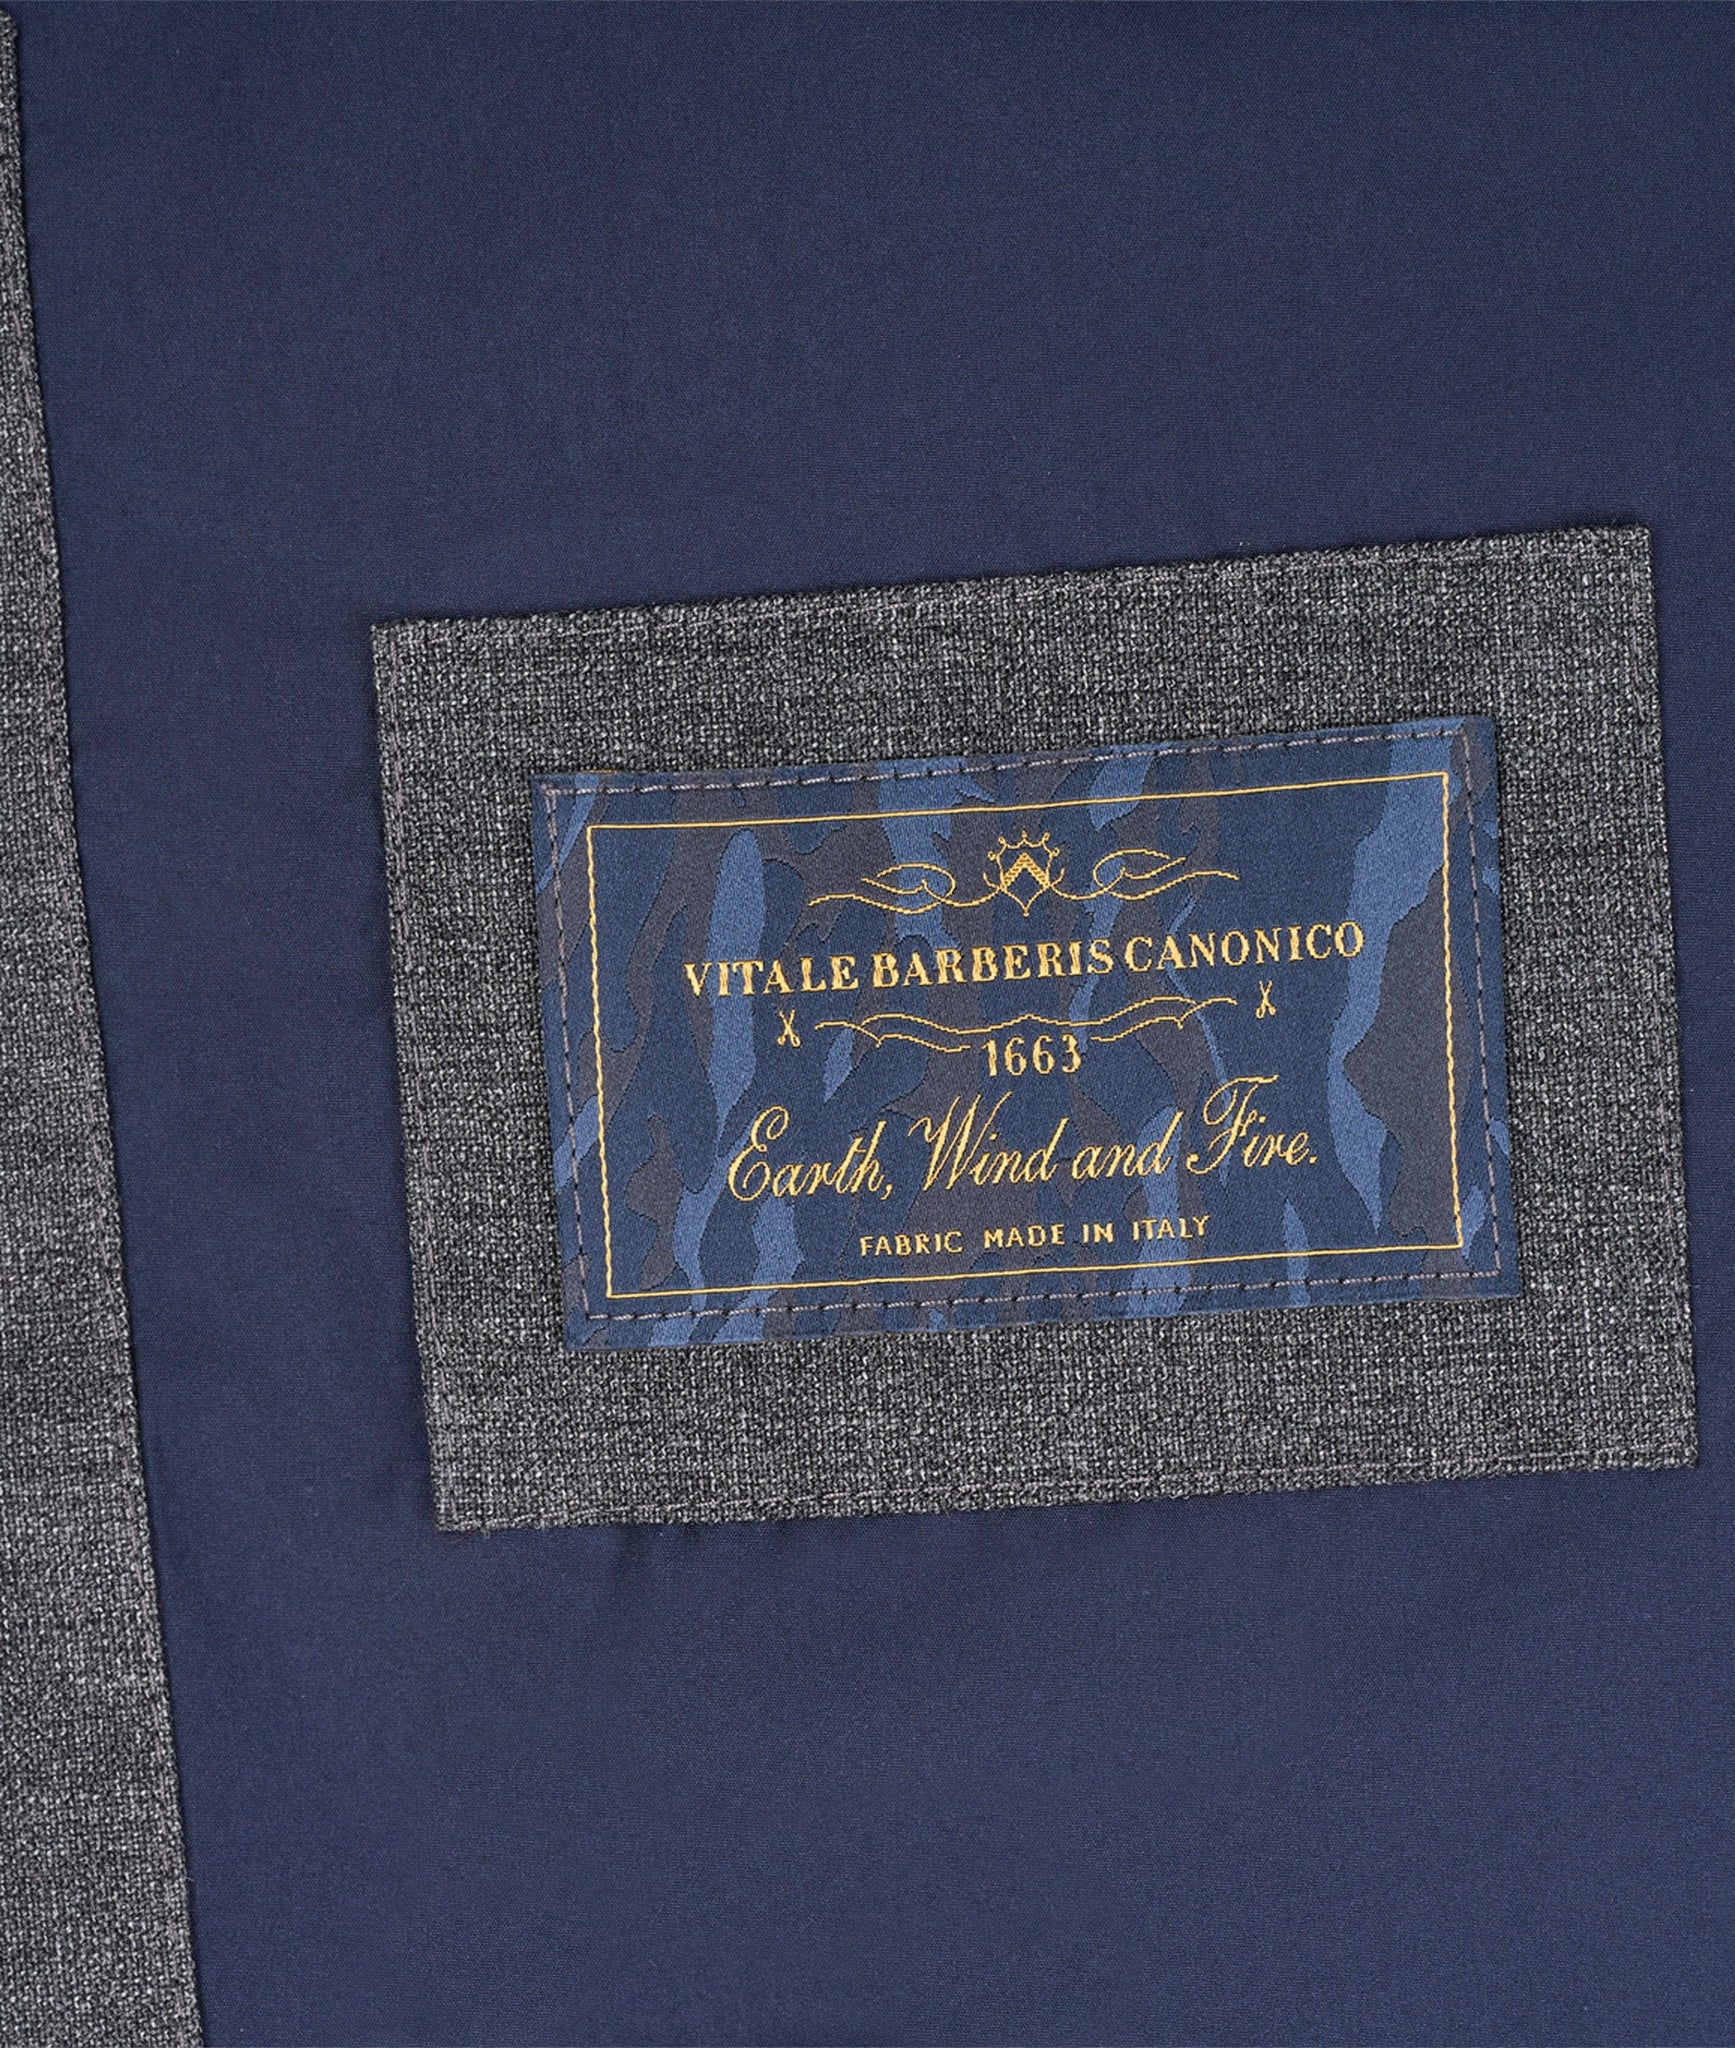 VITALE BARBERIS CANONICO
1663
Earth, Wind and Fire.
FABRIC MADE IN ITALY